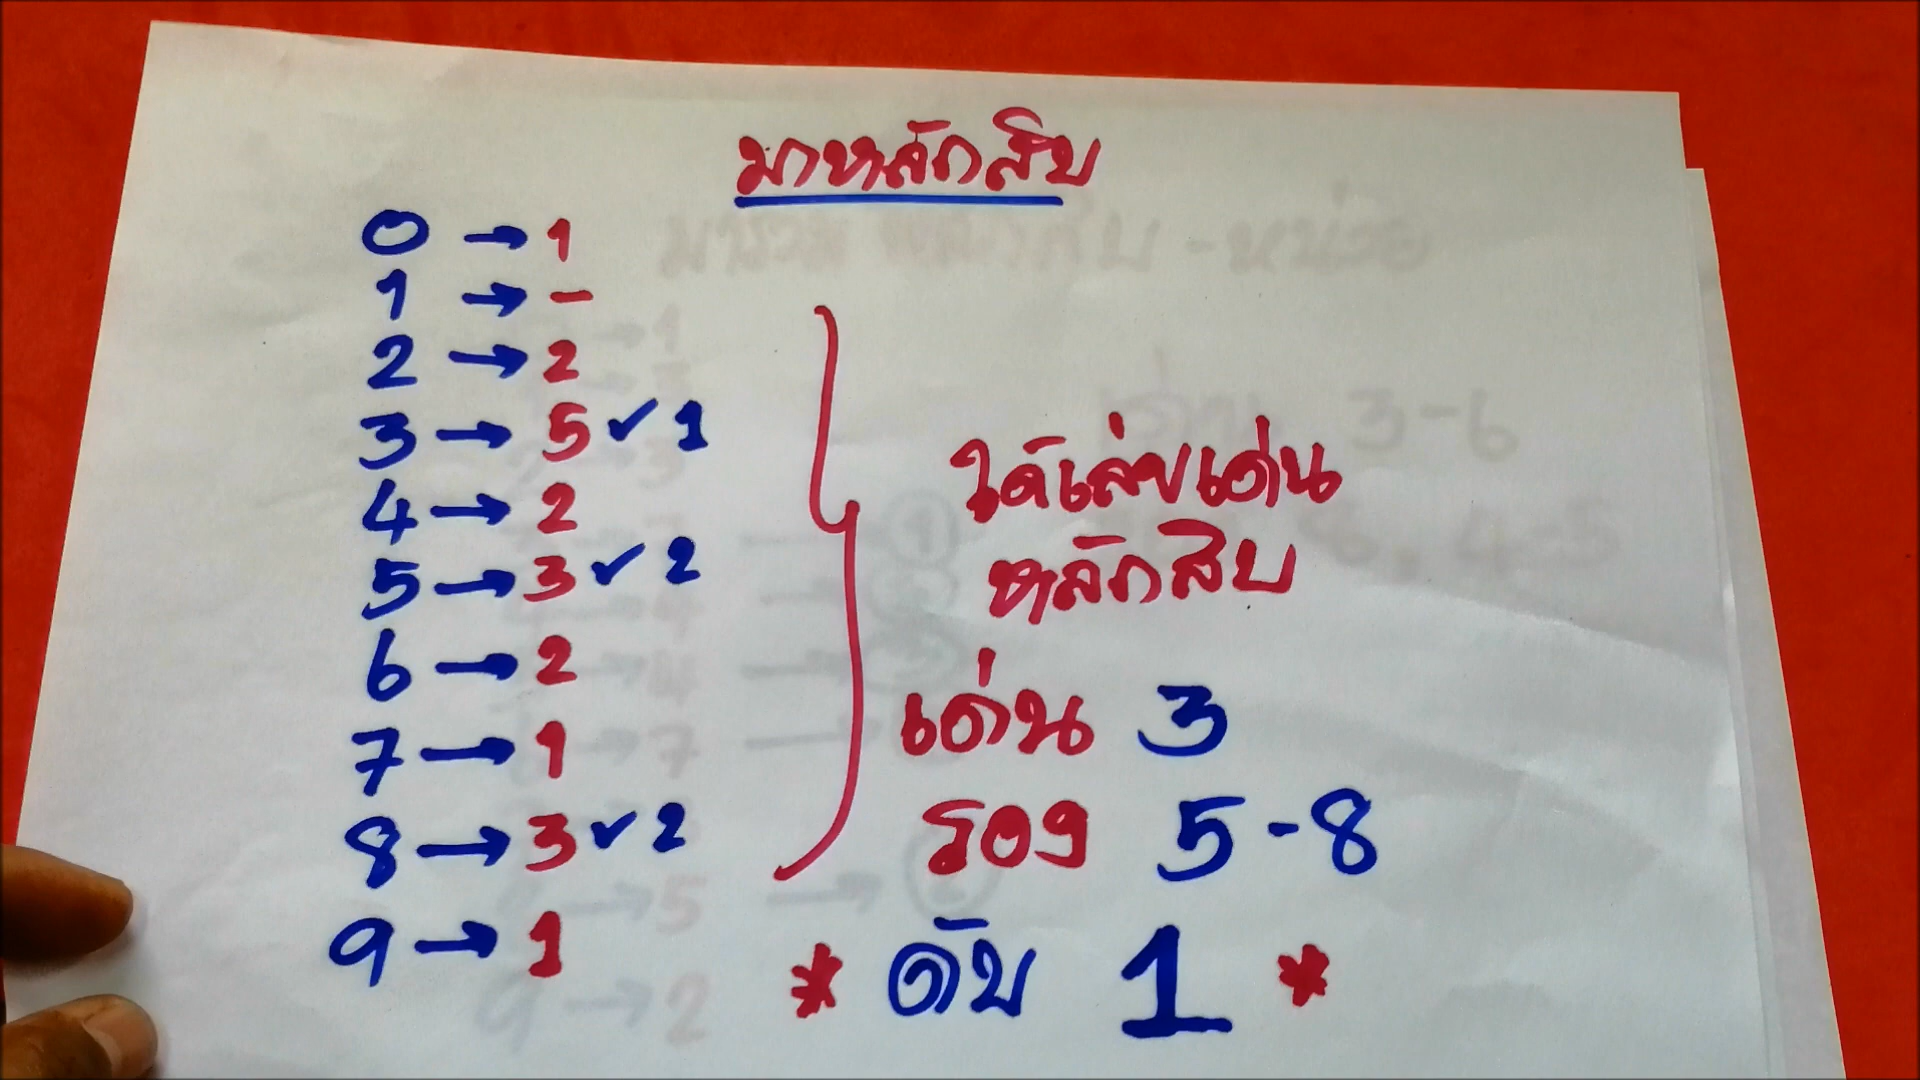 มาหลักสิบ
0 → 1
1 → -
2 → 2
3 → 5 ✓ 1
4 → 2
5 → 3 ✓ 2
6 → 2
7 → 1
8 → 3 ✓ 2
9 → 1
ได้เลขเด่น
หลักสิบ
เด่น 3
รอง 5-8
* ดับ 1 *